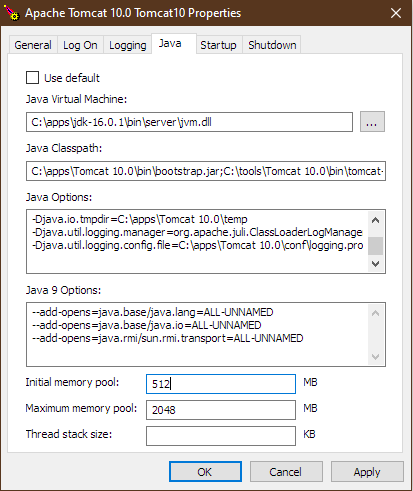 Apache Tomcat 10.0 Tomcat10 Properties
General Log On Logging Java Startup Shutdown
Use default
Java Virtual Machine:
C:\apps\jdk-16.0.1\bin\server\jvm.dll
...
Java Classpath:
C:\apps\Tomcat 10.0\bin\bootstrap.jar;C:\tools\Tomcat 10.0\bin\tomcat-
Java Options:
-Djava.io.tmpdir=C:\apps\Tomcat 10.0\temp
-Djava.util.logging.manager=org.apache.juli.ClassLoaderLogManage
-Djava.util.logging.config.file=C:\apps\Tomcat 10.0\conf\logging.pro
Java 9 Options:
--add-opens=java.base/java.lang=ALL-UNNAMED
--add-opens=java.base/java.io=ALL-UNNAMED
--add-opens=java.rmi/sun.rmi.transport=ALL-UNNAMED
Initial memory pool: 512 MB
Maximum memory pool: 2048 MB
Thread stack size: KB
OK Cancel Apply